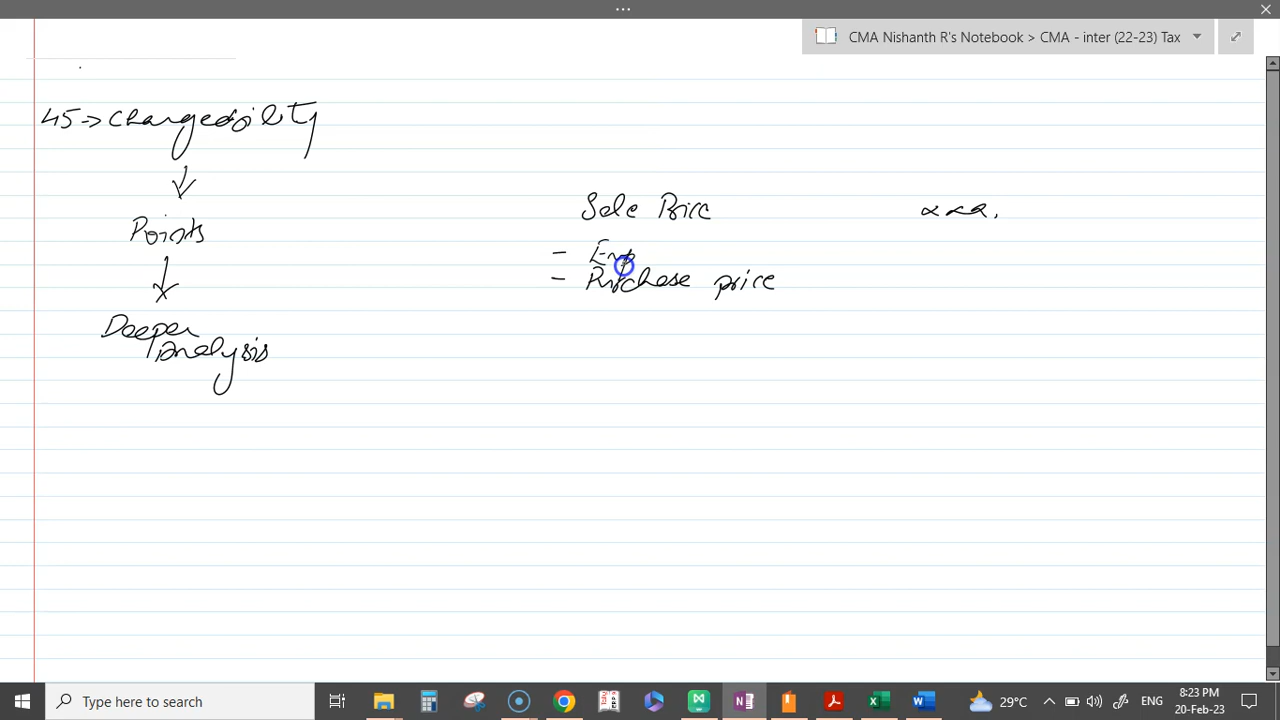 CMA Nishanth R's Notebook > CMA - inter (22-23) Tax
45 => Chargeability
Points
Deeper
analysis
Sale Price xxx.
- Exp
- Purchase price
Type here to search
29°C
ENG
8:23 PM
20-Feb-23